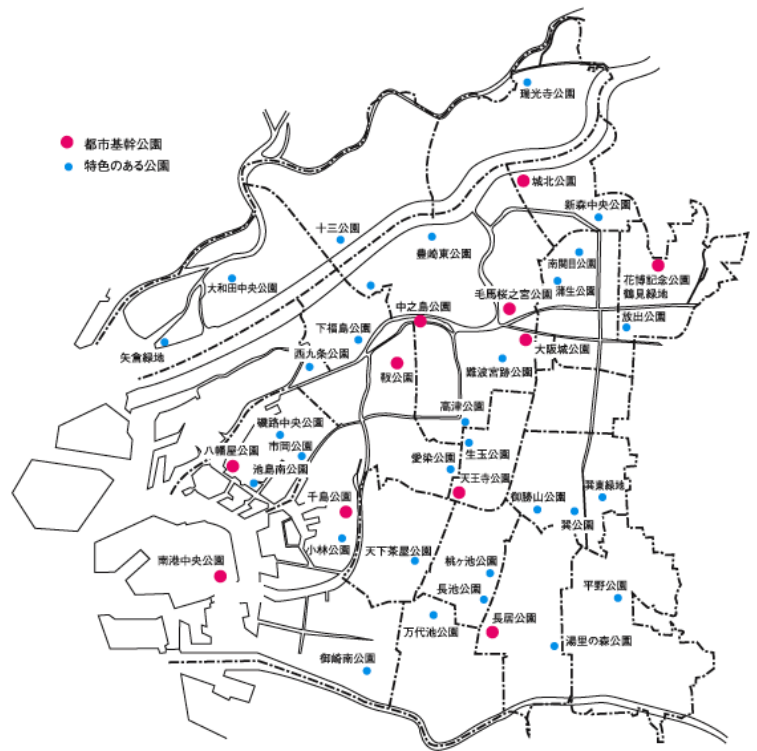 都市基幹公園
特色のある公園
瑞光寺公園
城北公園
新森中央公園
十三公園
豊崎東公園
南関目公園
花博記念公園
鶴見緑地
大和田中央公園
蒲生公園
毛馬桜之宮公園
中之島公園
放出公園
下福島公園
矢倉緑地
西九条公園
大阪城公園
靱公園
難波宮跡公園
高津公園
磯路中央公園
市岡公園
八幡屋公園
生玉公園
愛染公園
池島南公園
天王寺公園
巽東緑地
千島公園
御勝山公園
巽公園
小林公園
天下茶屋公園
南港中央公園
桃ヶ池公園
長池公園
平野公園
長居公園
万代池公園
湯里の森公園
御崎南公園